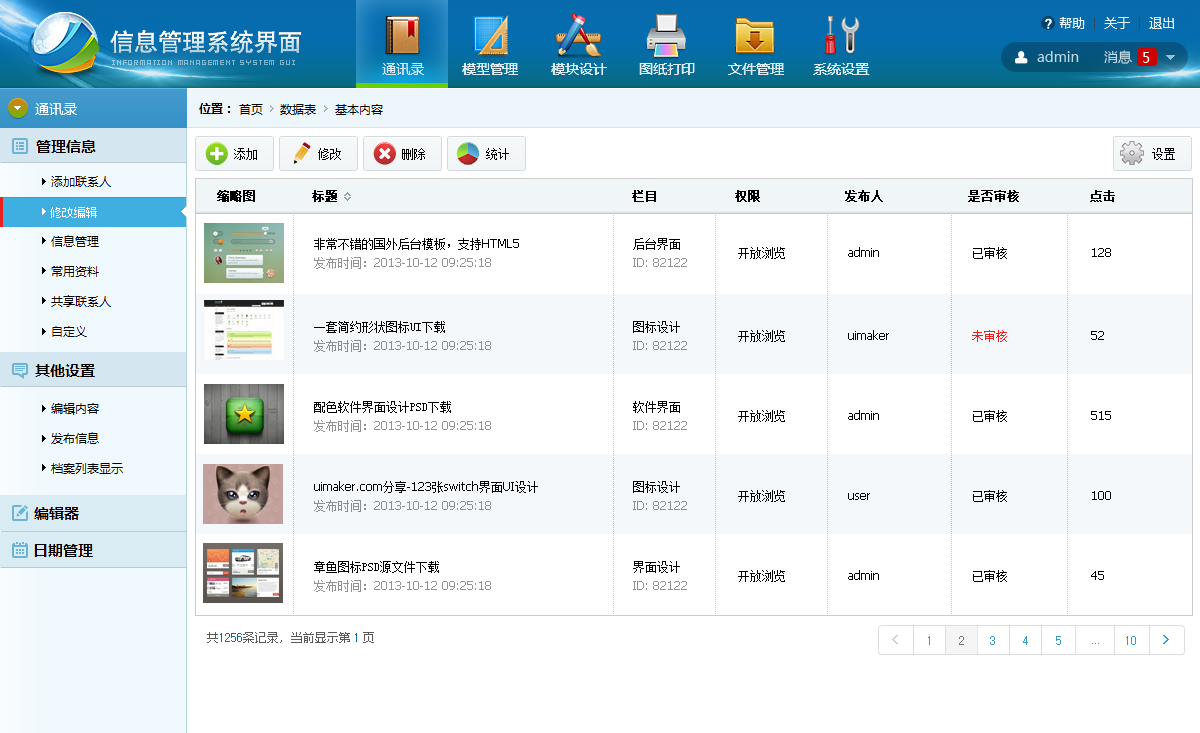 信息管理系统界面
INFORMATION MANAGEMENT SYSTEM GUI
通讯录 模型管理 模块设计 图纸打印 文件管理 系统设置
帮助 关于 退出
admin 消息 5
通讯录
位置： 首页 数据表 基本内容
管理信息
添加联系人
修改编辑
信息管理
常用资料
共享联系人
自定义
其他设置
编辑内容
发布信息
档案列表显示
编辑器
日期管理
添加 修改 删除 统计 设置
缩略图 标题 栏目 权限 发布人 是否审核 点击
非常不错的国外后台模板，支持HTML5 后台界面
发布时间：2013-10-12 09:25:18 ID: 82122
开放浏览 admin 已审核 128
一套简约形状图标UI下载 图标设计
发布时间：2013-10-12 09:25:18 ID: 82122
开放浏览 uimaker 未审核 52
配色软件界面设计PSD下载 软件界面
发布时间：2013-10-12 09:25:18 ID: 82122
开放浏览 admin 已审核 515
uimaker.com分享-123张switch界面UI设计 图标设计
发布时间：2013-10-12 09:25:18 ID: 82122
开放浏览 user 已审核 100
章鱼图标PSD源文件下载 界面设计
发布时间：2013-10-12 09:25:18 ID: 82122
开放浏览 admin 已审核 45
共1256条记录，当前显示第 1 页
< 1 2 3 4 5 ... 10 >